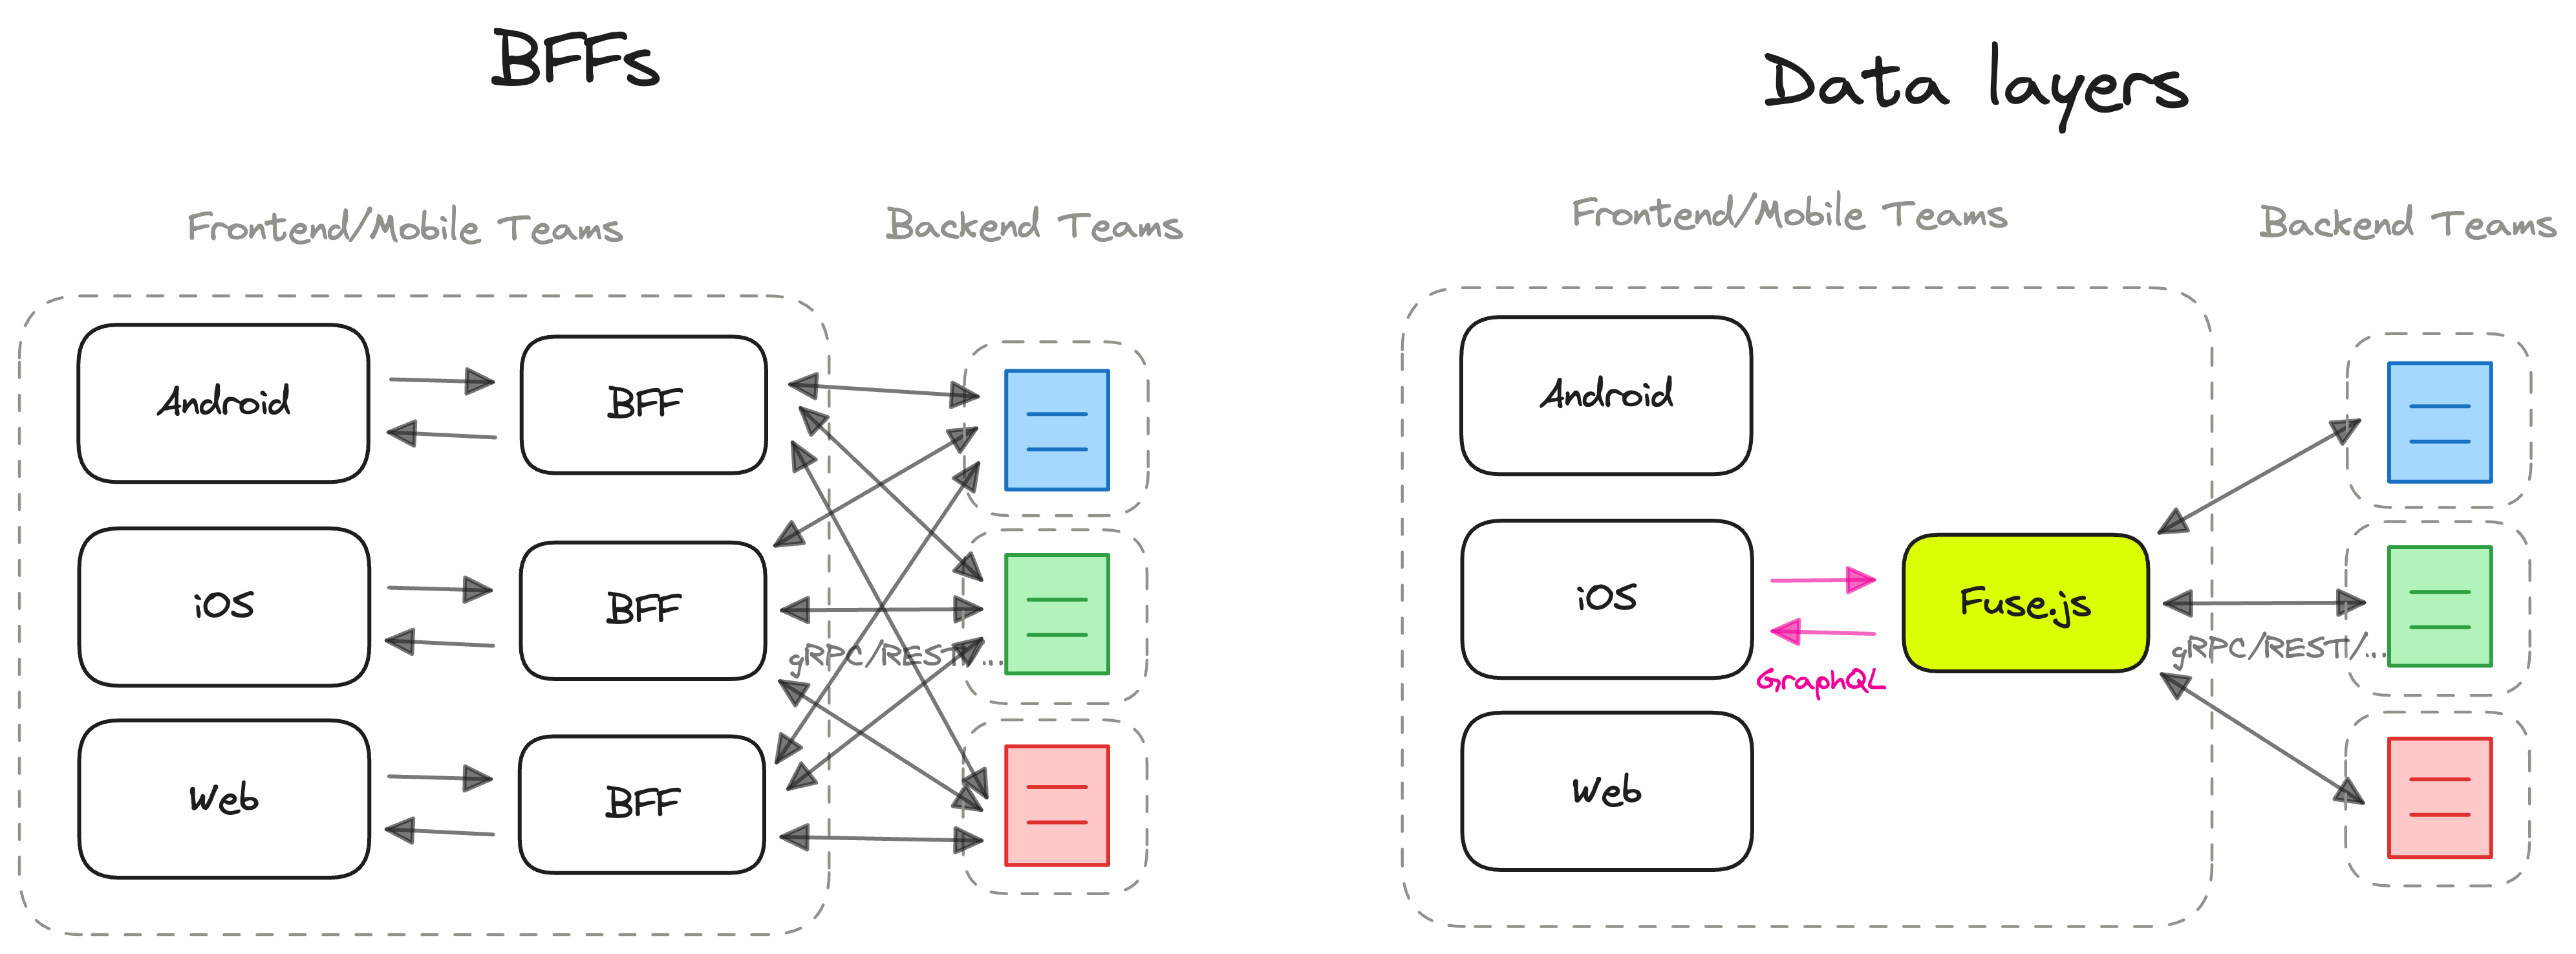 BFFs
Frontend/Mobile Teams
Backend Teams
Android
BFF
iOS
BFF
gRPC/REST/...
Web
BFF
Data layers
Frontend/Mobile Teams
Backend Teams
Android
iOS
GraphQL
Fuse.js
gRPC/REST/...
Web